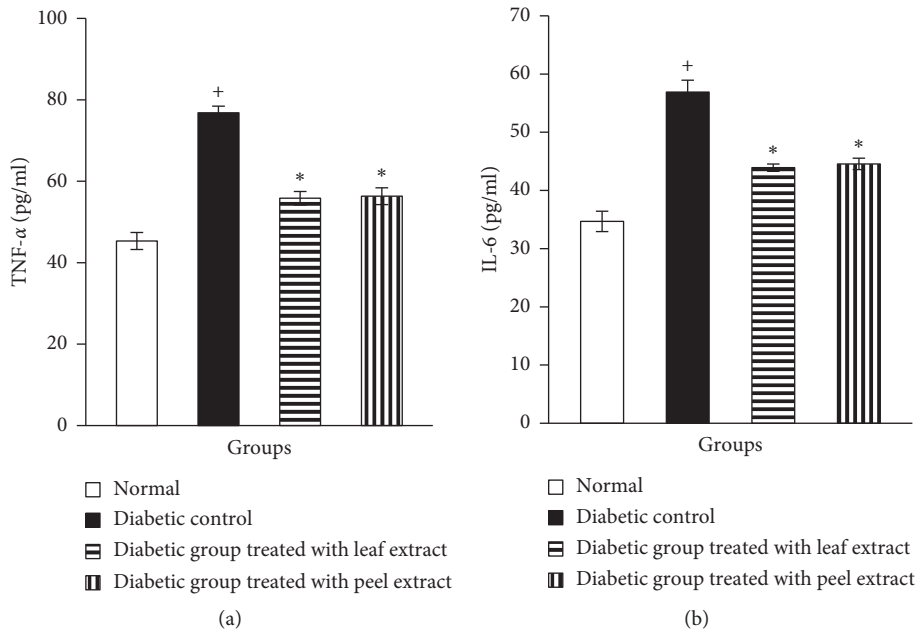 100
80
60
40
20
0
TNF-α (pg/ml)
+
*
*
Groups
Normal
Diabetic control
Diabetic group treated with leaf extract
Diabetic group treated with peel extract
(a)
70
60
50
40
30
20
10
0
IL-6 (pg/ml)
+
*
*
Groups
Normal
Diabetic control
Diabetic group treated with leaf extract
Diabetic group treated with peel extract
(b)